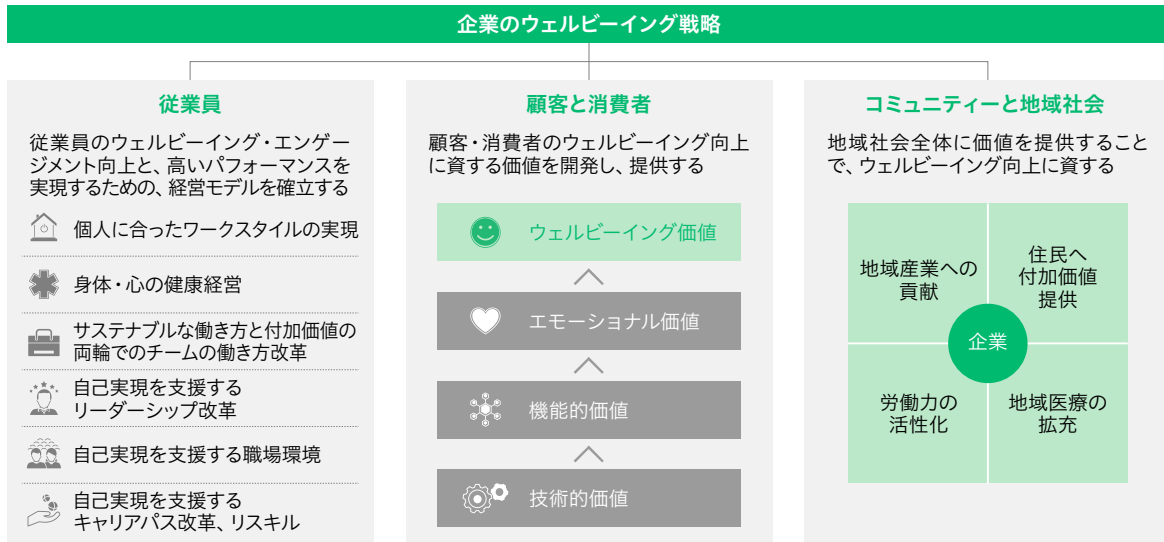 企業のウェルビーイング戦略
従業員
従業員のウェルビーイング・エンゲー
ジメント向上と、高いパフォーマンスを
実現するための、経営モデルを確立する
個人に合ったワークスタイルの実現
身体・心の健康経営
サステナブルな働き方と付加価値の
両輪でのチームの働き方改革
自己実現を支援する
リーダーシップ改革
自己実現を支援する職場環境
自己実現を支援する
キャリアパス改革、リスキル
顧客と消費者
顧客・消費者のウェルビーイング向上
に資する価値を開発し、提供する
ウェルビーイング価値
エモーショナル価値
機能的価値
技術的価値
コミュニティーと地域社会
地域社会全体に価値を提供すること
で、ウェルビーイング向上に資する
地域産業への
貢献
住民へ
付加価値
提供
企業
労働力の
活性化
地域医療の
拡充